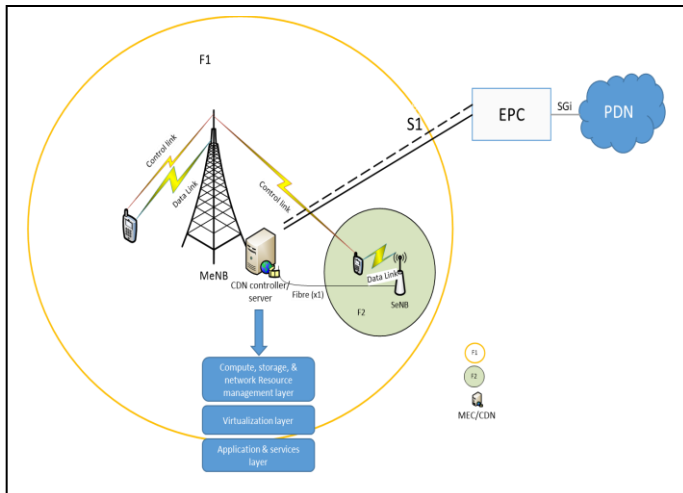 F1
S1
EPC
SGi
PDN
Control link
Data Link
Control link
MeNB
CDN controller/
server
Fibre (x1)
Data Link
SeNB
F2
Compute, storage, &
network Resource
management layer
Virtualization layer
Application & services
layer
F1
F2
MEC/CDN